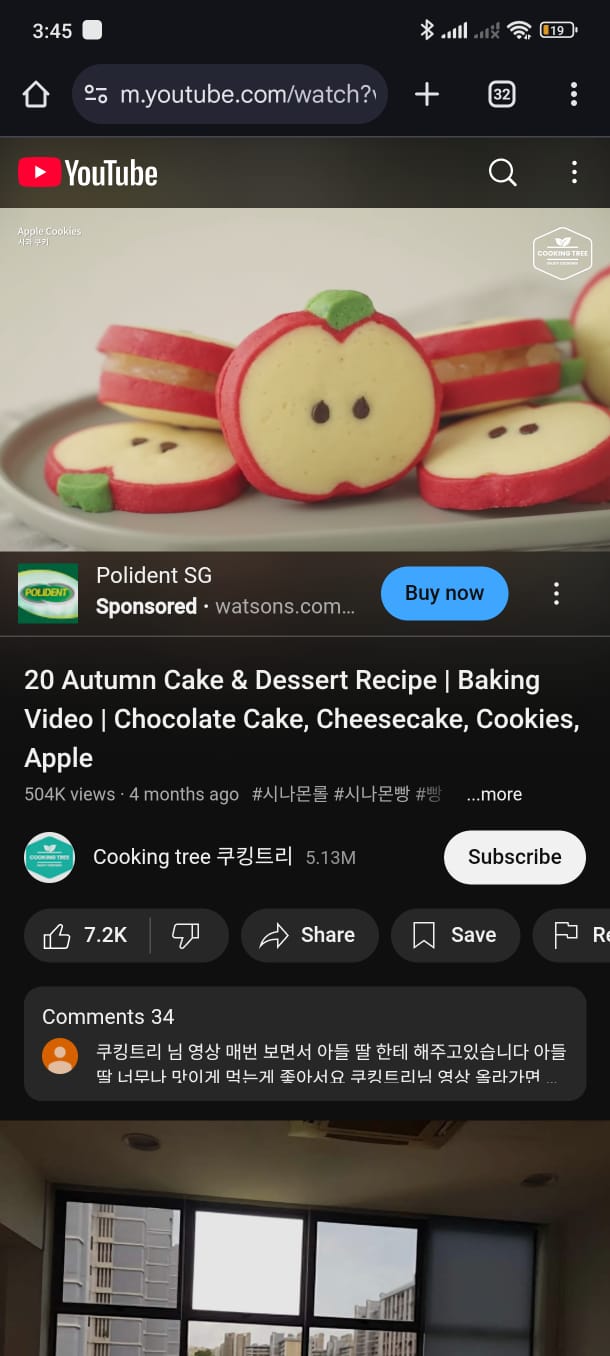 3:45
19
m.youtube.com/watch?v
32
YouTube
Apple Cookies
사과 쿠키
COOKING TREE
POLIDENT
Polident SG
Sponsored · watsons.com...
Buy now
20 Autumn Cake & Dessert Recipe | Baking
Video | Chocolate Cake, Cheesecake, Cookies,
Apple
504K views · 4 months ago #시나몬롤 #시나몬빵 #빵 ...more
COOKING TREE
Cooking tree 쿠킹트리 5.13M
Subscribe
7.2K
Share
Save
Re
Comments 34
쿠킹트리 님 영상 매번 보면서 아들 딸 한테 해주고있습니다 아들
딸 너무나 맛이게 먹는게 좋아서요 쿠킹트리님 영상 올라가면 ...